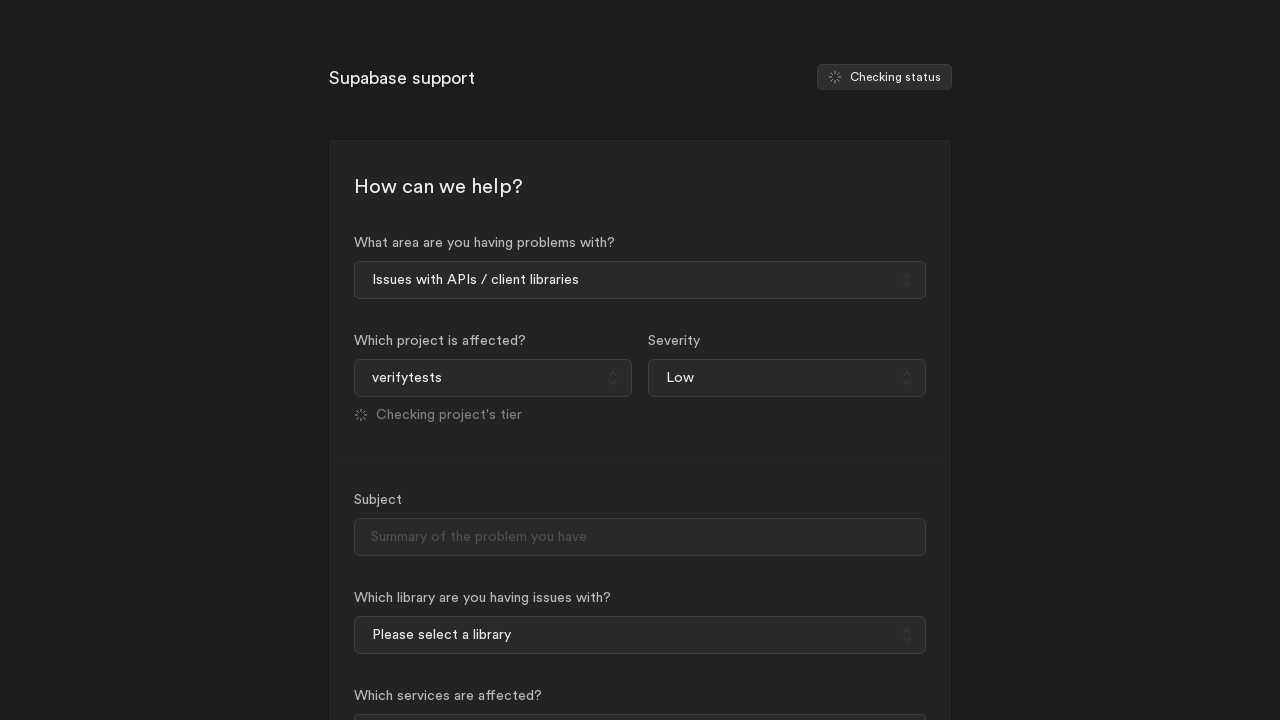 Supabase support
Checking status
How can we help?
What area are you having problems with?
Issues with APIs / client libraries
Which project is affected?
Severity
verifytests
Low
Checking project's tier
Subject
Summary of the problem you have
Which library are you having issues with?
Please select a library
Which services are affected?